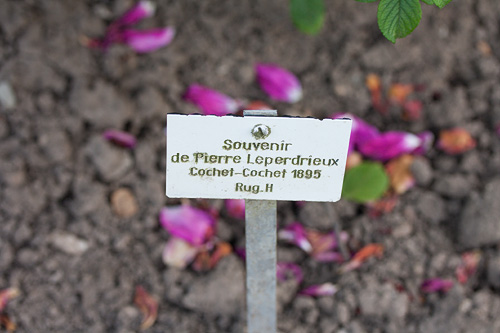 Souvenir
de Pierre Leperdrieux
Cochet-Cochet 1895
Rug.H